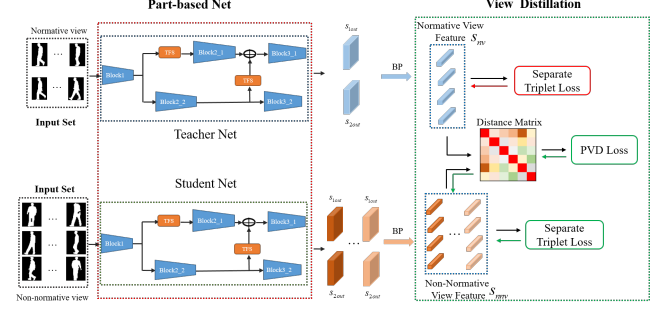 Part-based Net
View Distillation
Normative view
Input Set
Block1
TFS
Block2_1
Block3_1
TFS
Block2_2
Block3_2
Teacher Net
S1out
S2out
BP
Normative View
Feature Snv
Separate
Triplet Loss
Distance Matrix
PVD Loss
Student Net
Input Set
Non-normative view
Block1
TFS
Block2_1
Block3_1
TFS
Block2_2
Block3_2
S1out
... S1out
S2out
S2out
BP
Separate
Triplet Loss
Non-Normative
View Feature Snnv